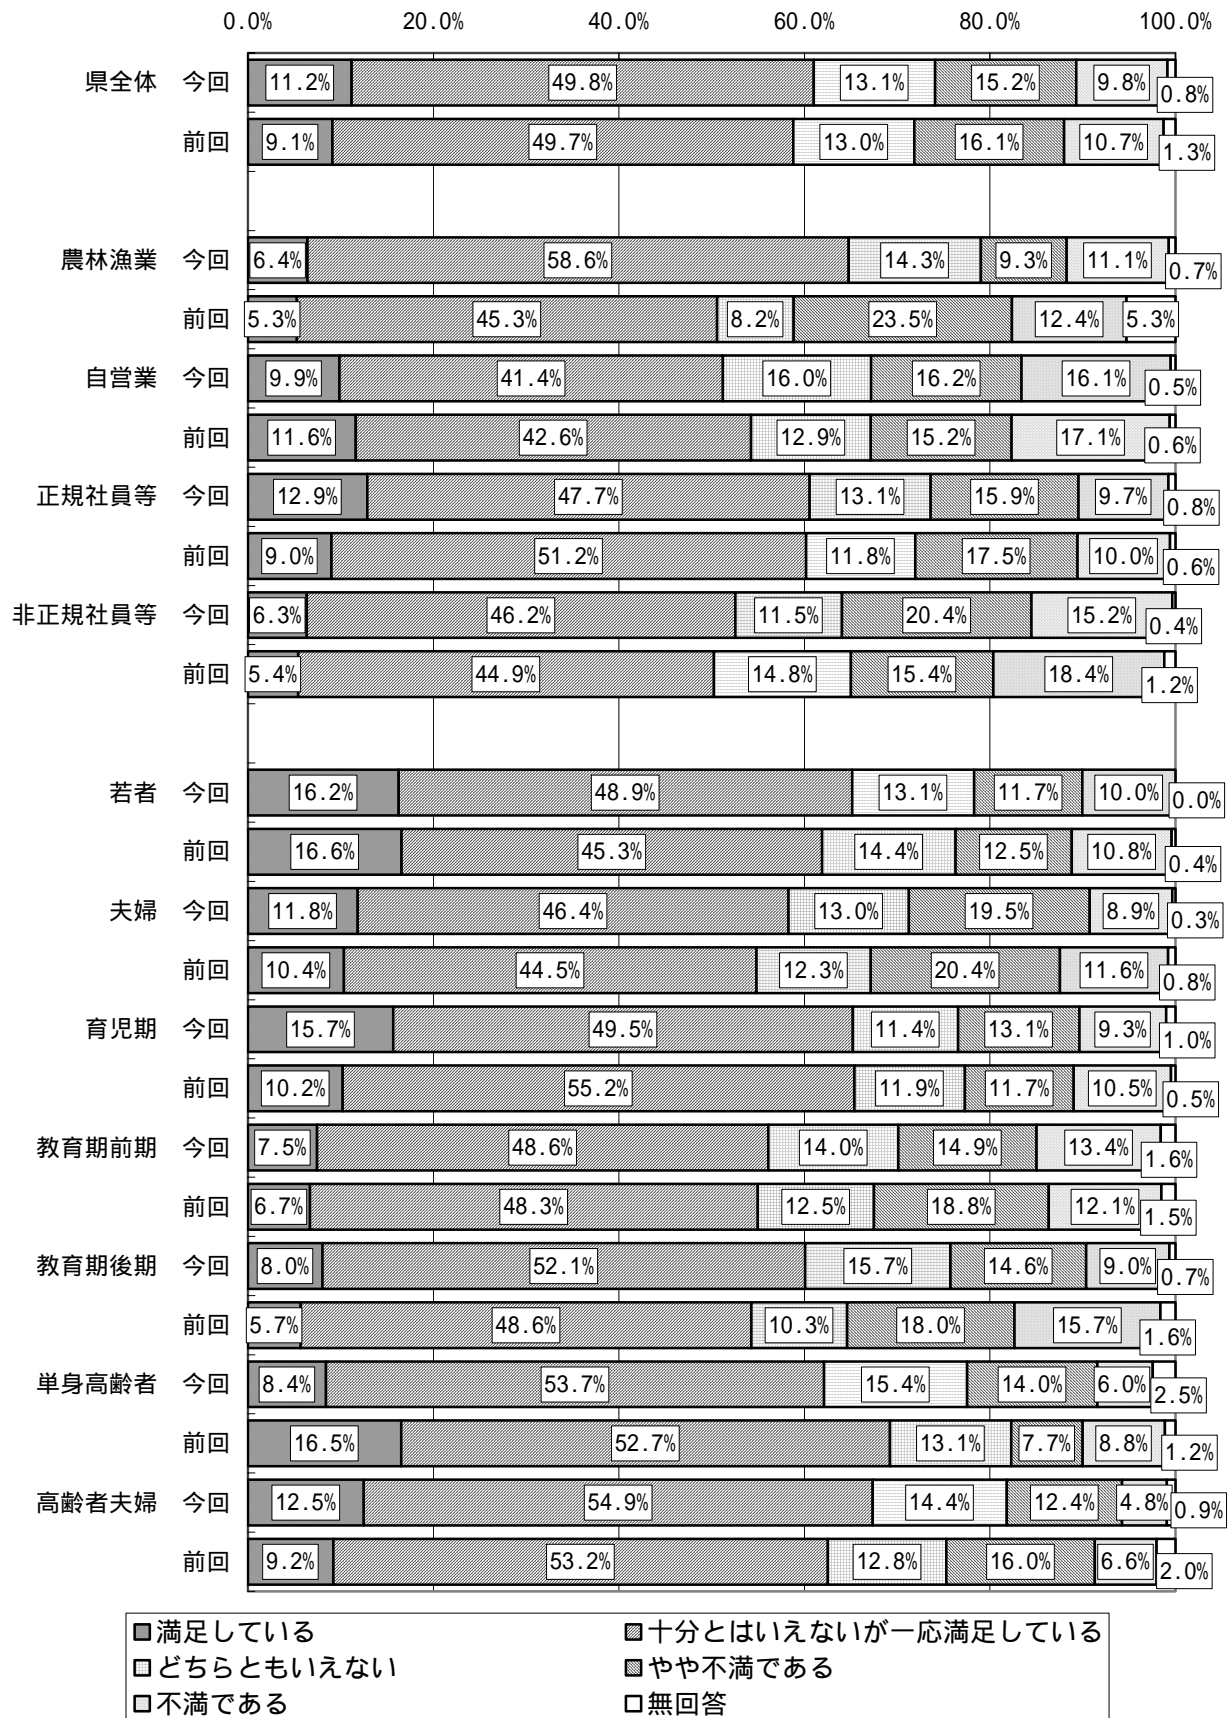 0.0% 20.0% 40.0% 60.0% 80.0% 100.0%
県全体 今回 11.2% 49.8% 13.1% 15.2% 9.8% 0.8%
前回 9.1% 49.7% 13.0% 16.1% 10.7% 1.3%
農林漁業 今回 6.4% 58.6% 14.3% 9.3% 11.1% 0.7%
前回 5.3% 45.3% 8.2% 23.5% 12.4% 5.3%
自営業 今回 9.9% 41.4% 16.0% 16.2% 16.1% 0.5%
前回 11.6% 42.6% 12.9% 15.2% 17.1% 0.6%
正規社員等 今回 12.9% 47.7% 13.1% 15.9% 9.7% 0.8%
前回 9.0% 51.2% 11.8% 17.5% 10.0% 0.6%
非正規社員等 今回 6.3% 46.2% 11.5% 20.4% 15.2% 0.4%
前回 5.4% 44.9% 14.8% 15.4% 18.4% 1.2%
若者 今回 16.2% 48.9% 13.1% 11.7% 10.0% 0.0%
前回 16.6% 45.3% 14.4% 12.5% 10.8% 0.4%
夫婦 今回 11.8% 46.4% 13.0% 19.5% 8.9% 0.3%
前回 10.4% 44.5% 12.3% 20.4% 11.6% 0.8%
育児期 今回 15.7% 49.5% 11.4% 13.1% 9.3% 1.0%
前回 10.2% 55.2% 11.9% 11.7% 10.5% 0.5%
教育期前期 今回 7.5% 48.6% 14.0% 14.9% 13.4% 1.6%
前回 6.7% 48.3% 12.5% 18.8% 12.1% 1.5%
教育期後期 今回 8.0% 52.1% 15.7% 14.6% 9.0% 0.7%
前回 5.7% 48.6% 10.3% 18.0% 15.7% 1.6%
単身高齢者 今回 8.4% 53.7% 15.4% 14.0% 6.0% 2.5%
前回 16.5% 52.7% 13.1% 7.7% 8.8% 1.2%
高齢者夫婦 今回 12.5% 54.9% 14.4% 12.4% 4.8% 0.9%
前回 9.2% 53.2% 12.8% 16.0% 6.6% 2.0%
満足している 十分とはいえないが一応満足している
どちらともいえない やや不満である
不満である 無回答